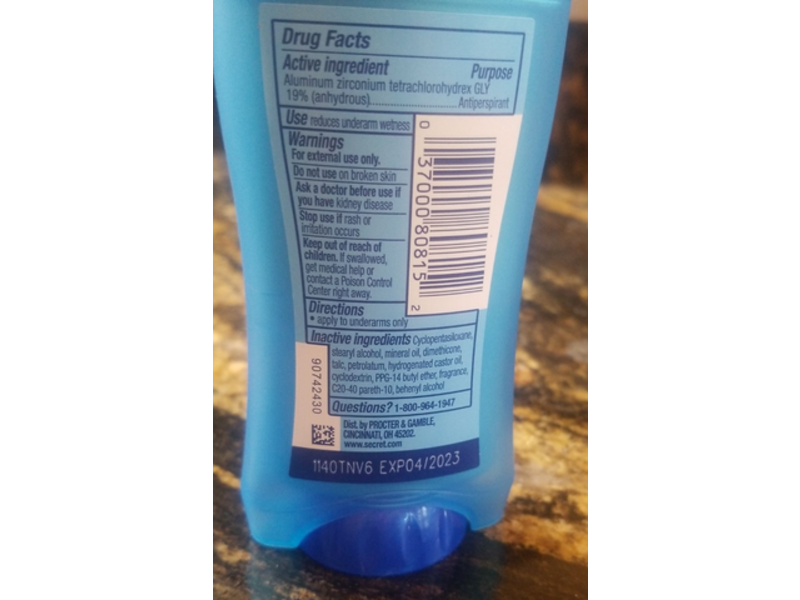 Drug Facts
Active ingredient Purpose
Aluminum zirconium tetrachlorohydrex GLY
19% (anhydrous)..................Antiperspirant
Use reduces underarm wetness
Warnings
For external use only.
Do not use on broken skin
Ask a doctor before use if
you have kidney disease
Stop use if rash or
irritation occurs
Keep out of reach of
children. If swallowed,
get medical help or
contact a Poison Control
Center right away.
0 37000 80815 2
Directions
• apply to underarms only
Inactive ingredients Cyclopentasiloxane,
stearyl alcohol, mineral oil, dimethicone,
talc, petrolatum, hydrogenated castor oil,
cyclodextrin, PPG-14 butyl ether, fragrance,
C20-40 pareth-10, behenyl alcohol
90742430
Questions? 1-800-964-1947
Dist. by PROCTER & GAMBLE,
CINCINNATI, OH 45202.
www.secret.com
1140TNV6 EXP04/2023